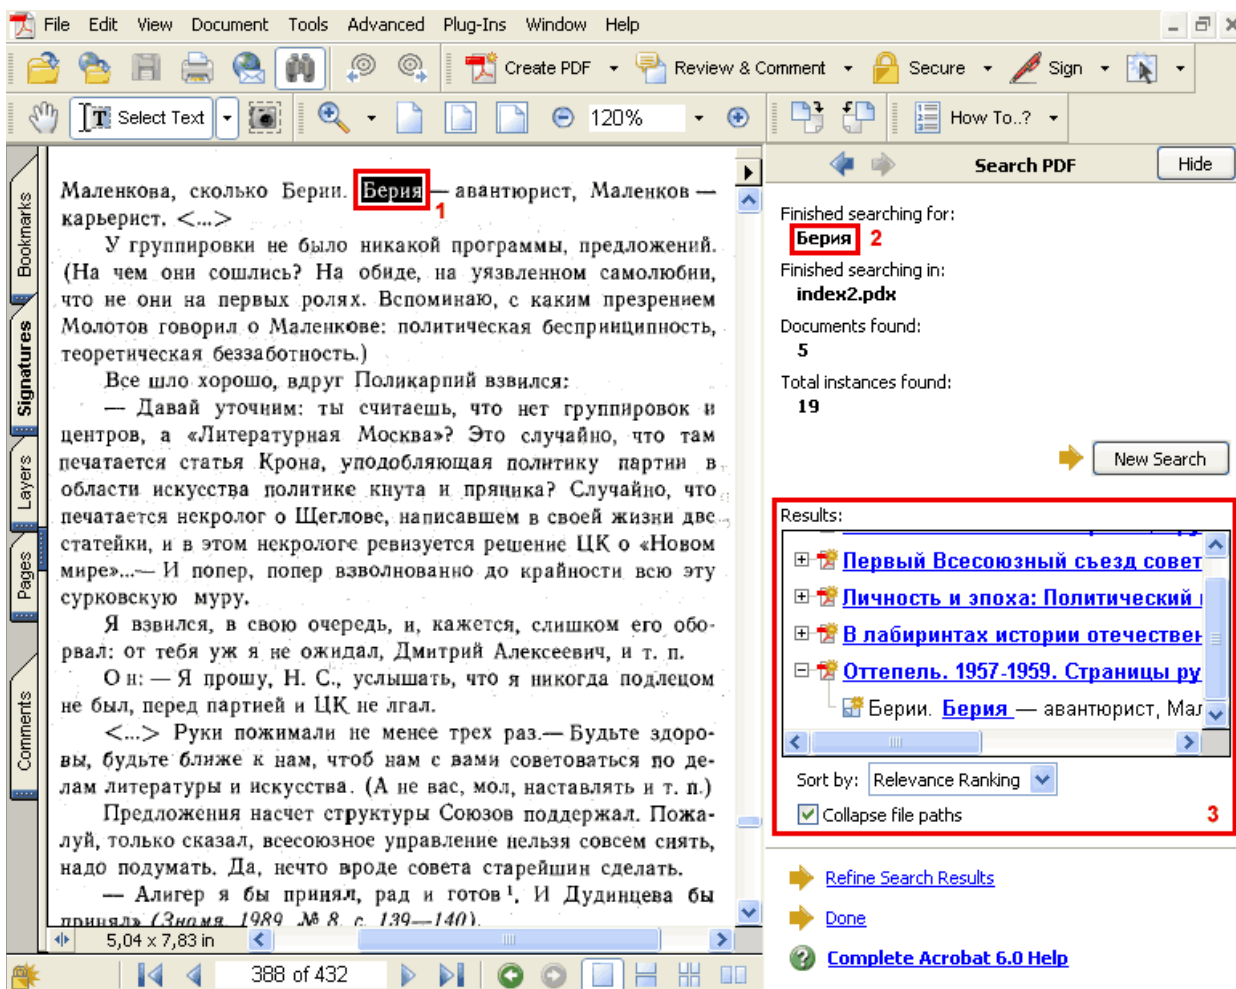 File Edit View Document Tools Advanced Plug-Ins Window Help
Create PDF Review & Comment Secure Sign
Select Text 120% How To..?
Bookmarks
Signatures
Layers
Pages
Comments
Маленкова, сколько Берии. Берия — авантюрист, Маленков —
1
карьерист. <...>
У группировки не было никакой программы, предложений.
(На чем они сошлись? На обиде, на уязвленном самолюбии,
что не они на первых ролях. Вспоминаю, с каким презрением
Молотов говорил о Маленкове: политическая беспринципность,
теоретическая беззаботность.)
Все шло хорошо, вдруг Поликарпий взвился:
— Давай уточним: ты считаешь, что нет группировок и
центров, а «Литературная Москва»? Это случайно, что там
печатается статья Крона, уподобляющая политику партии в
области искусства политике кнута и пряника? Случайно, что
печатается некролог о Щеглове, написавшем в своей жизни две
статейки, и в этом некрологе ревизуется решение ЦК о «Новом
мире»...— И попер, попер взволнованно до крайности всю эту
сурковскую муру.
Я взвился, в свою очередь, и, кажется, слишком его обо-
рвал: от тебя уж я не ожидал, Дмитрий Алексеевич, и т. п.
Он: — Я прошу, Н. С., услышать, что я никогда подлецом
не был, перед партией и ЦК не лгал.
<...> Руки пожимали не менее трех раз.— Будьте здоро-
вы, будьте ближе к нам, чтоб нам с вами советоваться по де-
лам литературы и искусства. (А не вас, мол, наставлять и т. п.)
Предложения насчет структуры Союзов поддержал. Пожа-
луй, только сказал, всесоюзное управление нельзя совсем снять,
надо подумать. Да, нечто вроде совета старейшин сделать.
— Алигер я бы принял, рад и готов¹. И Дудинцева бы
принял» (Знамя. 1989. № 8. с. 139—140).
5,04 x 7,83 in
388 of 432
Search PDF Hide
Finished searching for:
Берия 2
Finished searching in:
index2.pdx
Documents found:
5
Total instances found:
19
New Search
Results:
Первый Всесоюзный съезд совет
Личность и эпоха: Политический
В лабиринтах истории отечествен
Оттепель. 1957-1959. Страницы ру
Берии. Берия — авантюрист, Мал
Sort by: Relevance Ranking
Collapse file paths 3
Refine Search Results
Done
Complete Acrobat 6.0 Help